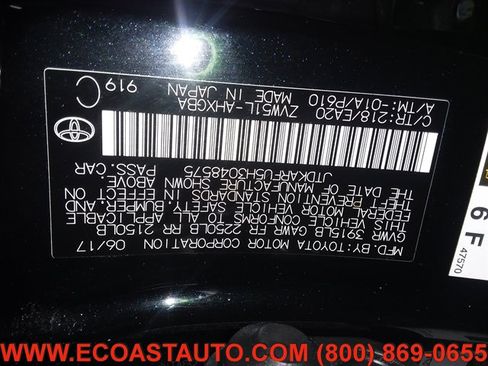 MFD. BY: TOYOTA MOTOR CORPORATION 06/17
GVWR 3915LB GAWR FR 2250LB RR 2150LB
THIS VEHICLE CONFORMS TO ALL APPLICABLE
FEDERAL MOTOR VEHICLE SAFETY, BUMPER, AND
THEFT PREVENTION STANDARDS IN EFFECT ON
THE DATE OF MANUFACTURE SHOWN ABOVE.
JTDKARFU5H3048575 PASS. CAR
C/TR: 218/EA20
A/TM: -01A/P610
ZVW51L-AHXGBA
MADE IN JAPAN
919 C
6 F
47570
WWW.ECOASTAUTO.COM (800) 869-0655